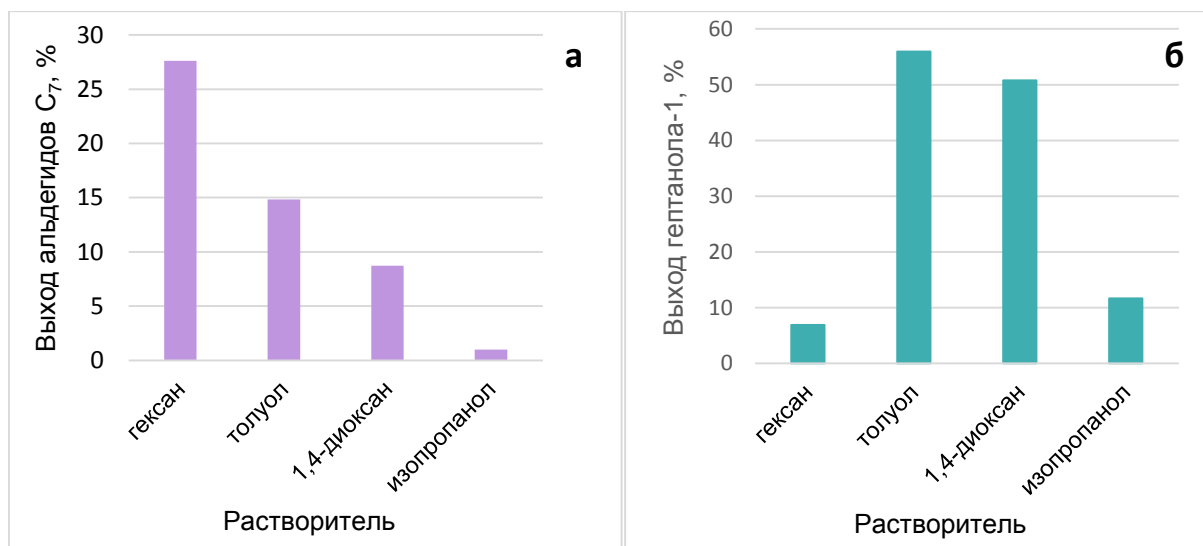 а
Выход альдегидов C₇, %
30
25
20
15
10
5
0
гексан
толуол
1,4-диоксан
изопропанол
Растворитель
б
Выход гептанола-1, %
60
50
40
30
20
10
0
гексан
толуол
1,4-диоксан
изопропанол
Растворитель